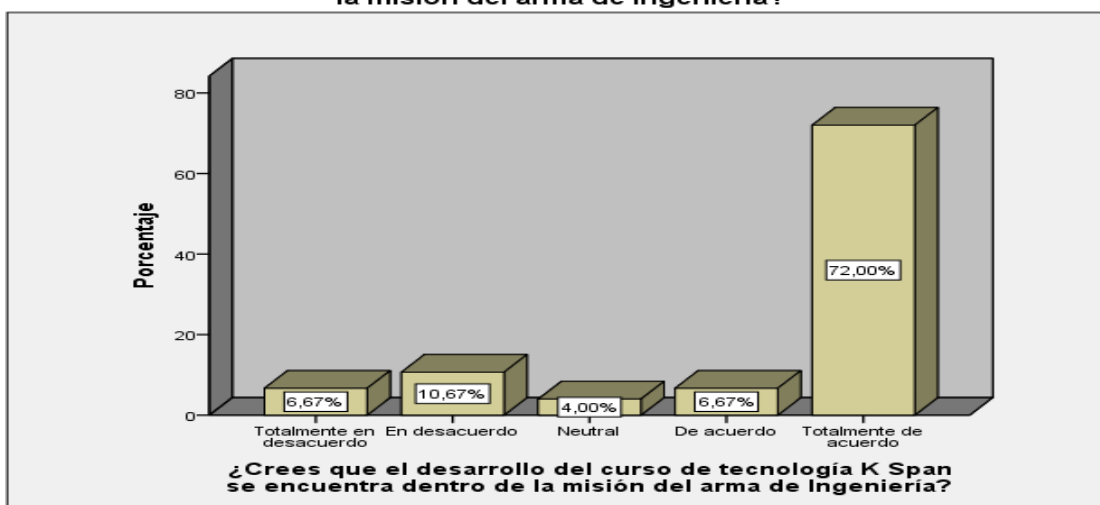 la misión del arma de Ingeniería?
80
60
40
20
0
Porcentaje
6,67%
10,67%
4,00%
6,67%
72,00%
Totalmente en
desacuerdo
En desacuerdo
Neutral
De acuerdo
Totalmente de
acuerdo
¿Crees que el desarrollo del curso de tecnología K Span
se encuentra dentro de la misión del arma de Ingeniería?